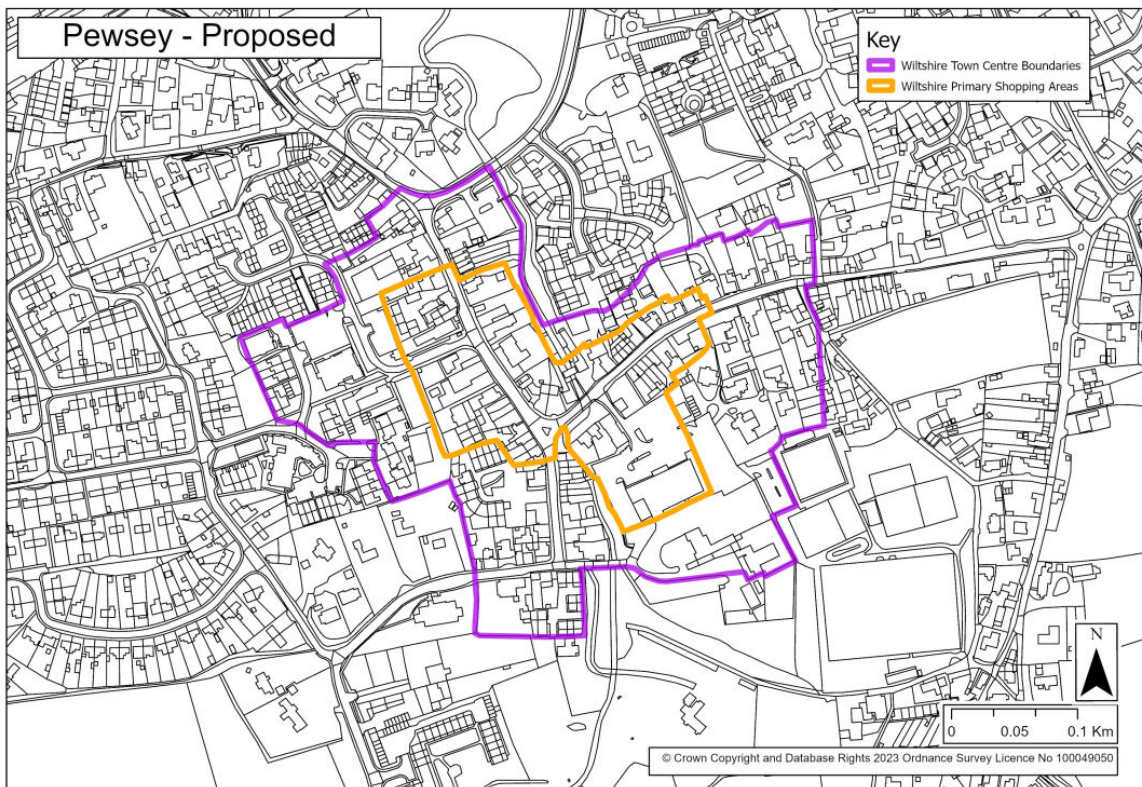 Pewsey - Proposed
Key
Wiltshire Town Centre Boundaries
Wiltshire Primary Shopping Areas
N
0 0.05 0.1 Km
© Crown Copyright and Database Rights 2023 Ordnance Survey Licence No 100049050